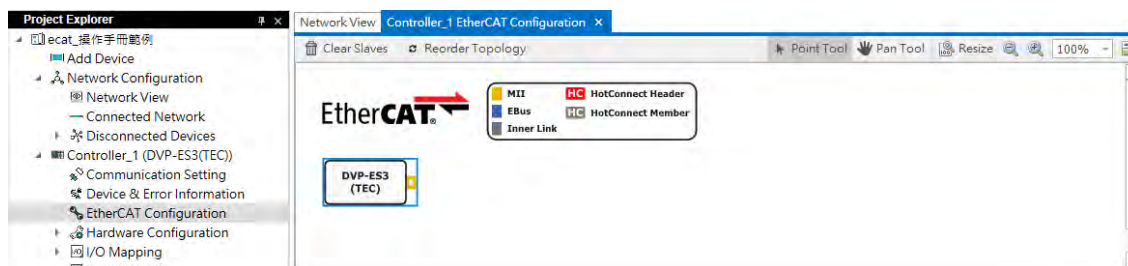 Project Explorer
ecat_操作手冊範例
Add Device
Network Configuration
Network View
Connected Network
Disconnected Devices
Controller_1 (DVP-ES3(TEC))
Communication Setting
Device & Error Information
EtherCAT Configuration
Hardware Configuration
I/O Mapping
Network View
Controller_1 EtherCAT Configuration ×
Clear Slaves
Reorder Topology
Point Tool
Pan Tool
Resize
100%
EtherCAT®
MII
HC HotConnect Header
EBus
HC HotConnect Member
Inner Link
DVP-ES3
(TEC)